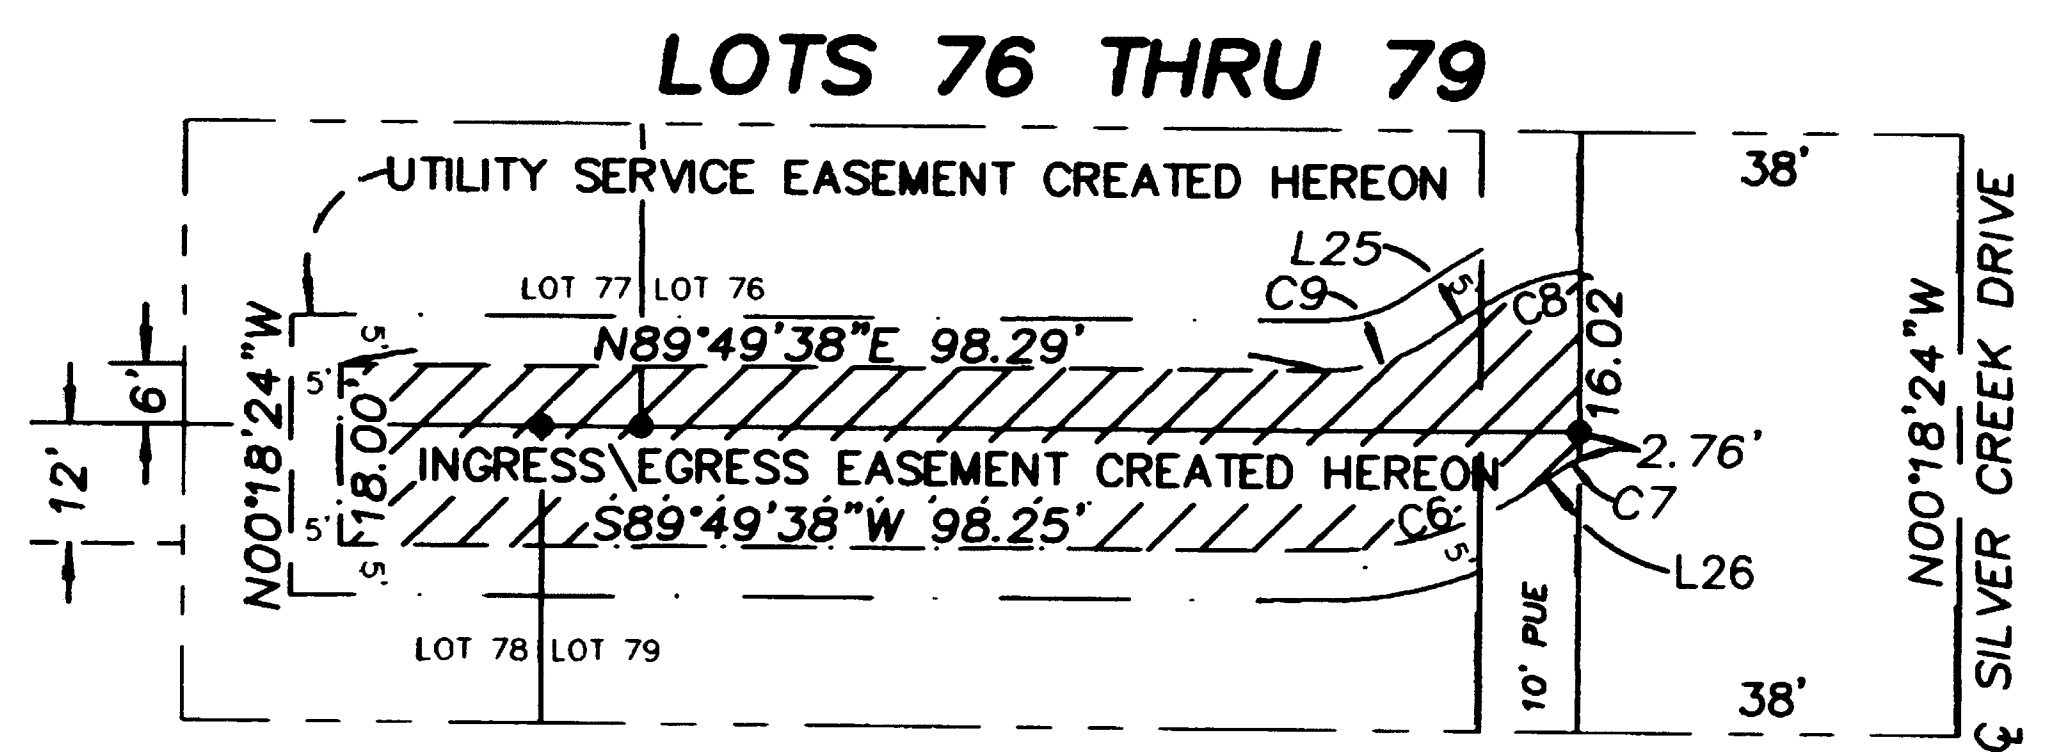 LOTS 76 THRU 79
UTILITY SERVICE EASEMENT CREATED HEREON
38'
L25
C9
5'
C8
LOT 77
LOT 76
N89°49'38"E 98.29'
5'
5'
6'
12'
N00°18'24"W
18.00'
16.02
INGRESS\EGRESS EASEMENT CREATED HEREON
2.76'
C7
S89°49'38"W 98.25'
C6
5'
5'
5'
L26
LOT 78
LOT 79
10' PUE
38'
N00°18'24"W
℄ SILVER CREEK DRIVE